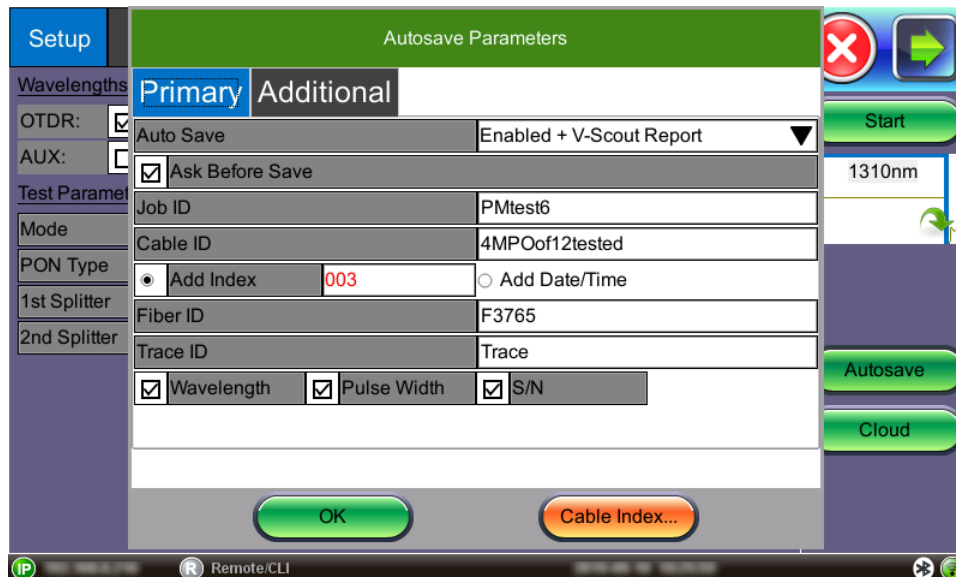 Setup
Autosave Parameters
Wavelengths
Primary Additional
OTDR:
Auto Save Enabled + V-Scout Report
Start
AUX:
Ask Before Save
1310nm
Test Paramet
Job ID PMtest6
Mode
Cable ID 4MPOof12tested
PON Type
Add Index 003 Add Date/Time
1st Splitter
Fiber ID F3765
2nd Splitter
Trace ID Trace
Autosave
Wavelength Pulse Width S/N
Cloud
OK Cable Index...
IP R Remote/CLI